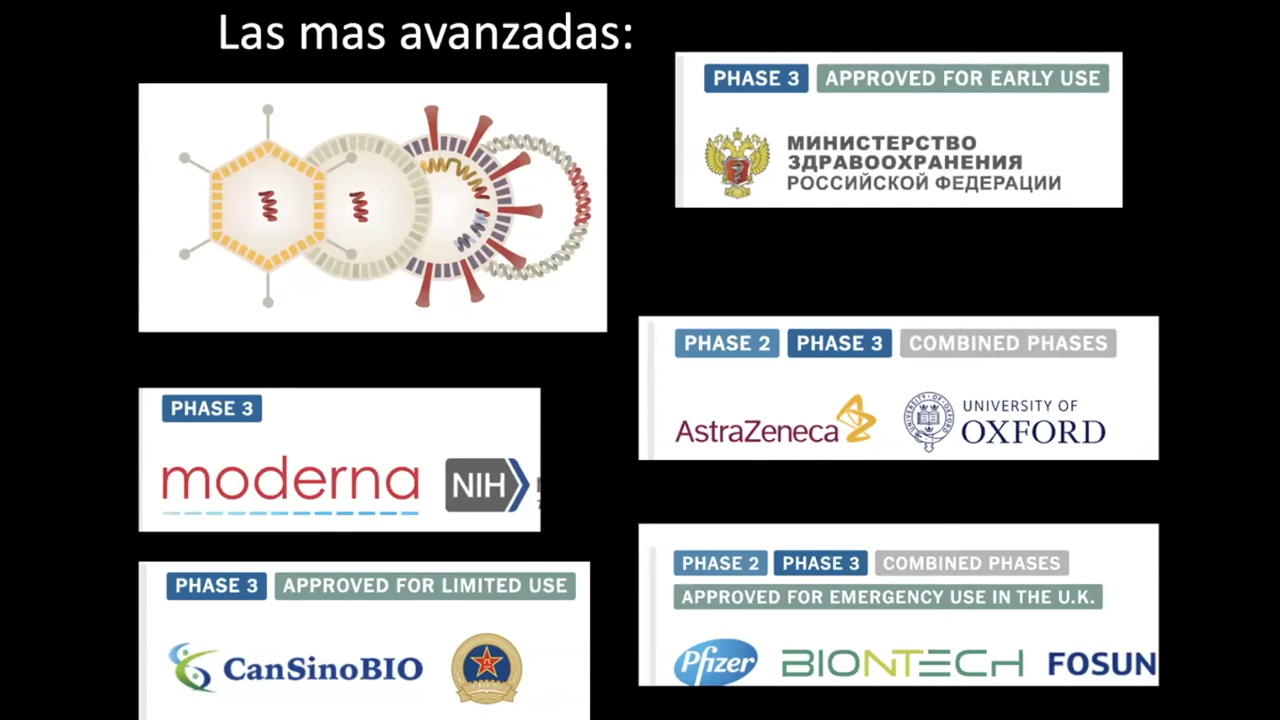 Las mas avanzadas:
PHASE 3 APPROVED FOR EARLY USE
МИНИСТЕРСТВО
ЗДРАВООХРАНЕНИЯ
РОССИЙСКОЙ ФЕДЕРАЦИИ
PHASE 2 PHASE 3 COMBINED PHASES
AstraZeneca
UNIVERSITY OF
OXFORD
PHASE 3
moderna
NIH
PHASE 2 PHASE 3 COMBINED PHASES
APPROVED FOR EMERGENCY USE IN THE U.K.
Pfizer BIONTECH FOSUN
PHASE 3 APPROVED FOR LIMITED USE
CanSinoBIO